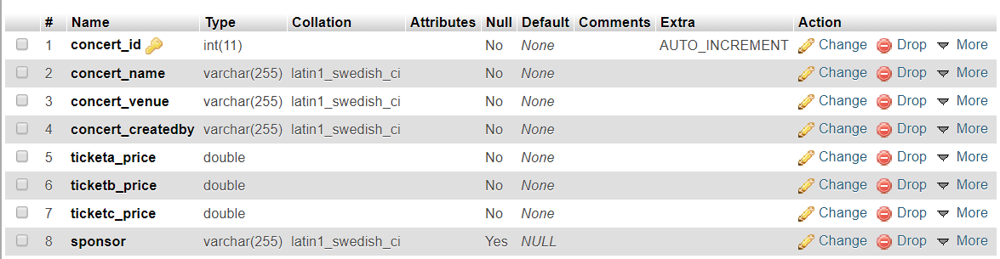 # Name Type Collation Attributes Null Default Comments Extra Action
1 concert_id int(11) No None AUTO_INCREMENT Change Drop More
2 concert_name varchar(255) latin1_swedish_ci No None Change Drop More
3 concert_venue varchar(255) latin1_swedish_ci No None Change Drop More
4 concert_createdby varchar(255) latin1_swedish_ci No None Change Drop More
5 ticketa_price double No None Change Drop More
6 ticketb_price double No None Change Drop More
7 ticketc_price double No None Change Drop More
8 sponsor varchar(255) latin1_swedish_ci Yes NULL Change Drop More